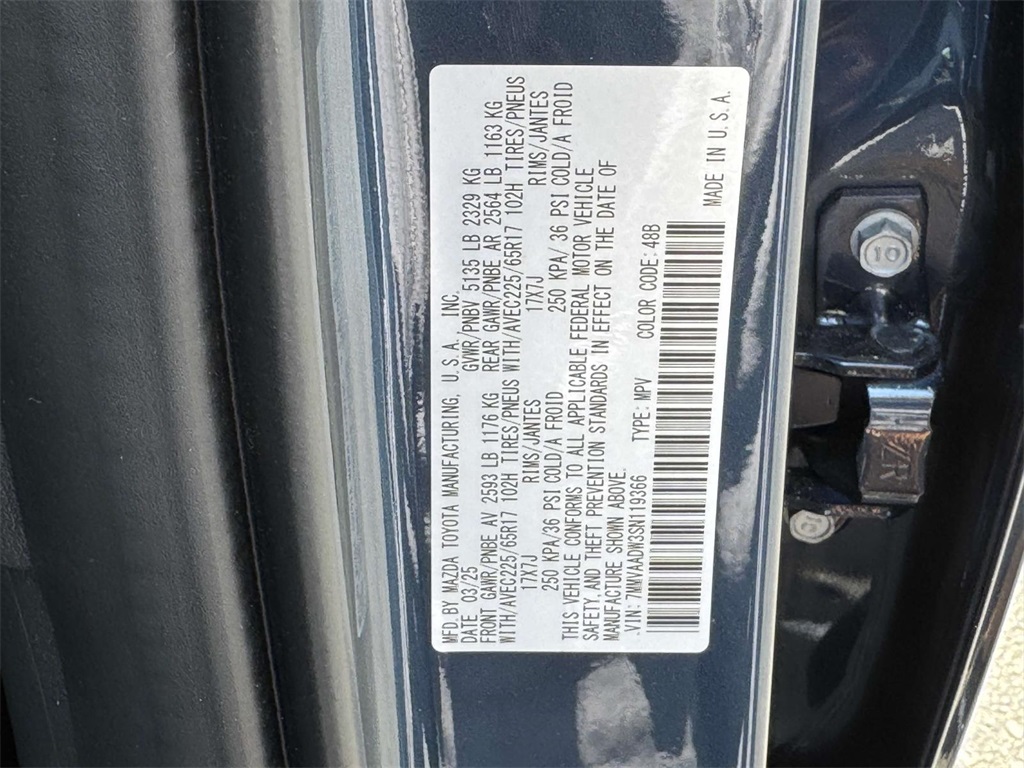 MFD. BY MAZDA TOYOTA MANUFACTURING, U.S.A., INC.
DATE 03/25 GVWR/PNBV 5135 LB 2329 KG
FRONT GAWR/PNBE AV 2593 LB 1176 KG REAR GAWR/PNBE AR 2564 LB 1163 KG
WITH/AVEC225/65R17 102H TIRES/PNEUS WITH/AVEC225/65R17 102H TIRES/PNEUS
17X7J RIMS/JANTES 17X7J RIMS/JANTES
250 KPA/36 PSI COLD/A FROID 250 KPA/36 PSI COLD/A FROID
THIS VEHICLE CONFORMS TO ALL APPLICABLE FEDERAL MOTOR VEHICLE
SAFETY, AND THEFT PREVENTION STANDARDS IN EFFECT ON THE DATE OF
MANUFACTURE SHOWN ABOVE.
VIN: 7MMVAADW3SN119366 TYPE: MPV COLOR CODE: 48B
MADE IN U.S.A.
10